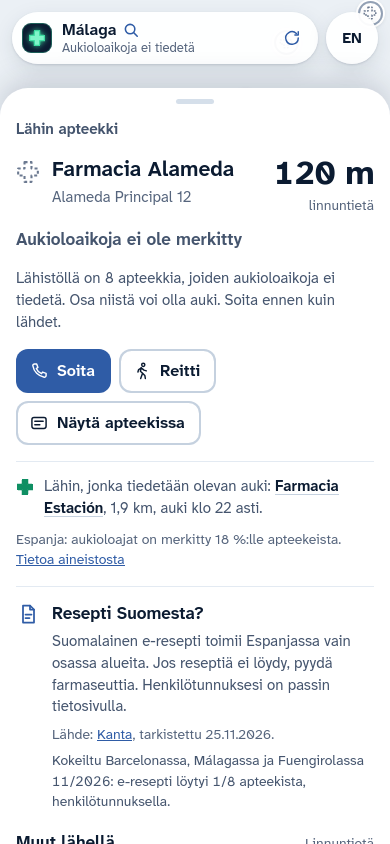 Málaga
Aukioloaikoja ei tiedetä
EN
Lähin apteekki
Farmacia Alameda
120 m
Alameda Principal 12
linnuntietä
Aukioloaikoja ei ole merkitty
Lähistöllä on 8 apteekkia, joiden aukioloaikoja ei
tiedetä. Osa niistä voi olla auki. Soita ennen kuin
lähdet.
Soita
Reitti
Näytä apteekissa
Lähin, jonka tiedetään olevan auki: Farmacia
Estación, 1,9 km, auki klo 22 asti.
Espanja: aukioloajat on merkitty 18 %:lle apteekeista.
Tietoa aineistosta
Resepti Suomesta?
Suomalainen e-resepti toimii Espanjassa vain
osassa alueita. Jos reseptiä ei löydy, pyydä
farmaseuttia. Henkilötunnuksesi on passin
tietosivulla.
Lähde: Kanta, tarkistettu 25.11.2026.
Kokeiltu Barcelonassa, Málagassa ja Fuengirolassa
11/2026: e-resepti löytyi 1/8 apteekista,
henkilötunnuksella.
Muut lähellä
Linnuntietä